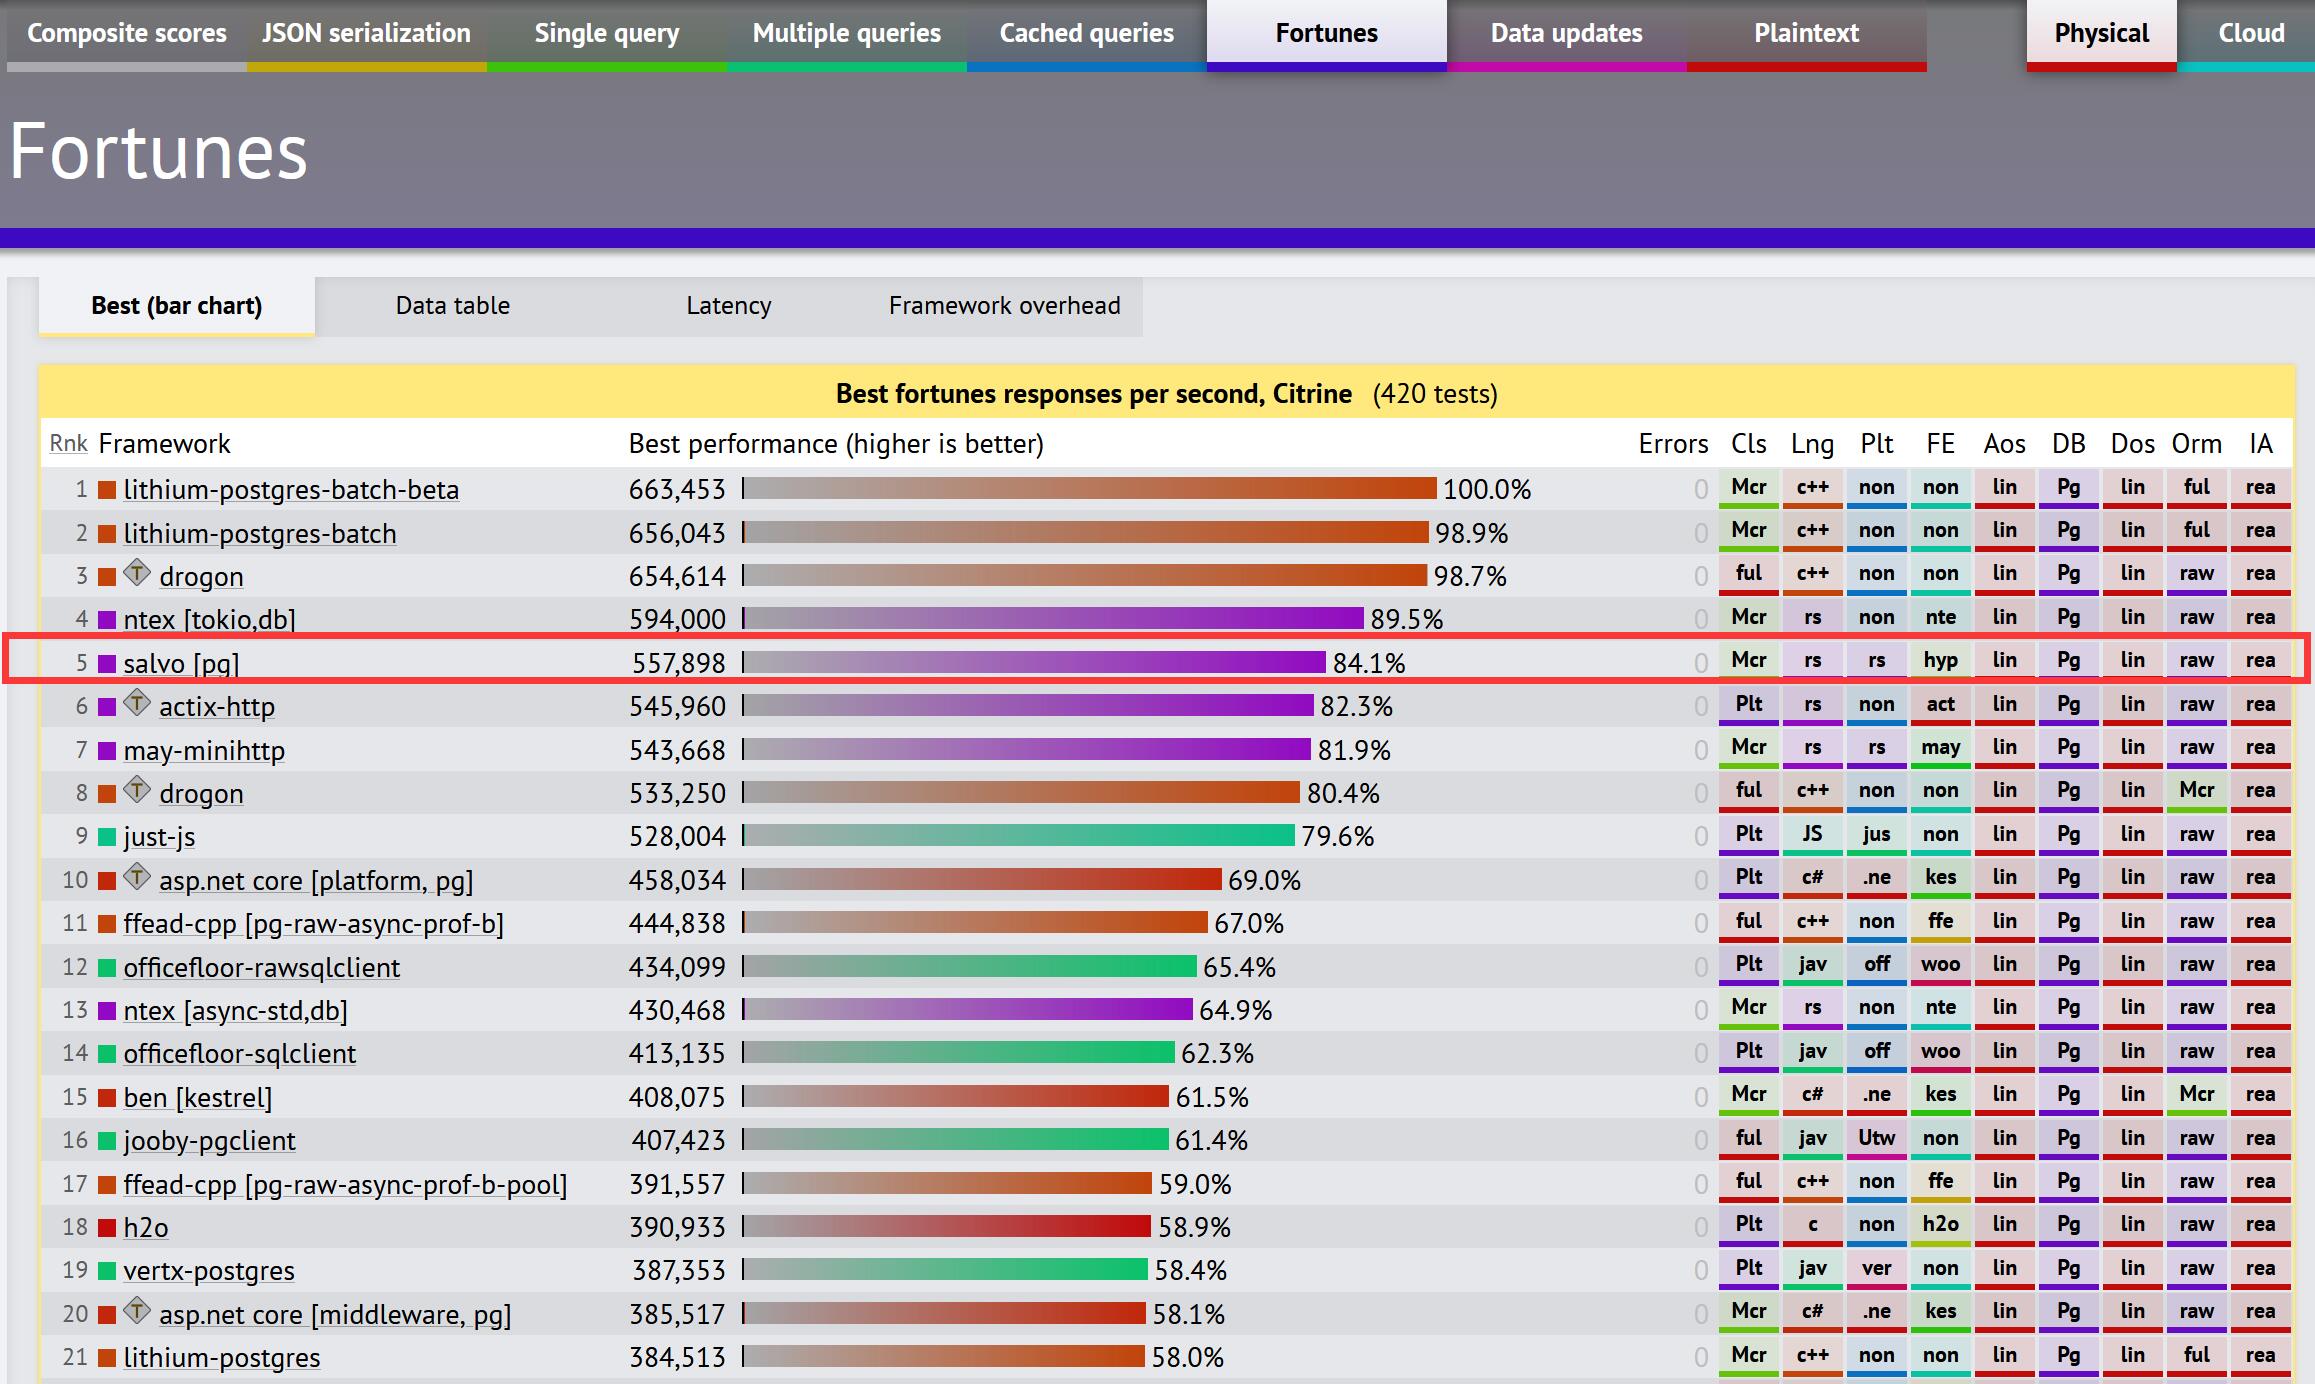 Composite scores JSON serialization Single query Multiple queries Cached queries Fortunes Data updates Plaintext Physical Cloud
Fortunes
Best (bar chart) Data table Latency Framework overhead
Best fortunes responses per second, Citrine (420 tests)
Rnk Framework Best performance (higher is better) Errors Cls Lng Plt FE Aos DB Dos Orm IA
1 lithium-postgres-batch-beta 663,453 100.0% 0 Mcr c++ non non lin Pg lin ful rea
2 lithium-postgres-batch 656,043 98.9% 0 Mcr c++ non non lin Pg lin ful rea
3 T drogon 654,614 98.7% 0 ful c++ non non lin Pg lin raw rea
4 ntex [tokio,db] 594,000 89.5% 0 Mcr rs non nte lin Pg lin raw rea
5 salvo [pg] 557,898 84.1% 0 Mcr rs rs hyp lin Pg lin raw rea
6 T actix-http 545,960 82.3% 0 Plt rs non act lin Pg lin raw rea
7 may-minihttp 543,668 81.9% 0 Mcr rs rs may lin Pg lin raw rea
8 T drogon 533,250 80.4% 0 ful c++ non non lin Pg lin Mcr rea
9 just-js 528,004 79.6% 0 Plt JS jus non lin Pg lin raw rea
10 T asp.net core [platform, pg] 458,034 69.0% 0 Plt c# .ne kes lin Pg lin raw rea
11 ffead-cpp [pg-raw-async-prof-b] 444,838 67.0% 0 ful c++ non ffe lin Pg lin raw rea
12 officefloor-rawsqlclient 434,099 65.4% 0 Plt jav off woo lin Pg lin raw rea
13 ntex [async-std,db] 430,468 64.9% 0 Mcr rs non nte lin Pg lin raw rea
14 officefloor-sqlclient 413,135 62.3% 0 Plt jav off woo lin Pg lin raw rea
15 ben [kestrel] 408,075 61.5% 0 Mcr c# .ne kes lin Pg lin Mcr rea
16 jooby-pgclient 407,423 61.4% 0 ful jav Utw non lin Pg lin raw rea
17 ffead-cpp [pg-raw-async-prof-b-pool] 391,557 59.0% 0 ful c++ non ffe lin Pg lin raw rea
18 h2o 390,933 58.9% 0 Plt c non h2o lin Pg lin raw rea
19 vertx-postgres 387,353 58.4% 0 Plt jav ver non lin Pg lin raw rea
20 T asp.net core [middleware, pg] 385,517 58.1% 0 Mcr c# .ne kes lin Pg lin raw rea
21 lithium-postgres 384,513 58.0% 0 Mcr c++ non non lin Pg lin ful rea